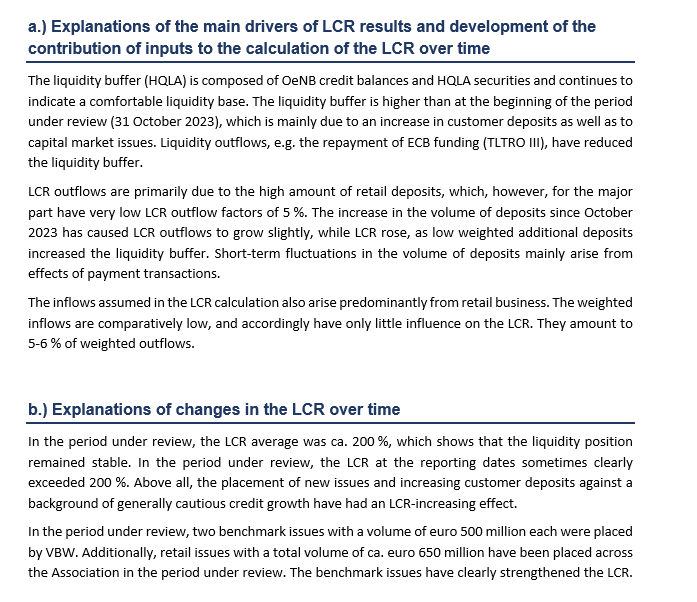 a.) Explanations of the main drivers of LCR results and development of the
contribution of inputs to the calculation of the LCR over time
The liquidity buffer (HQLA) is composed of OeNB credit balances and HQLA securities and continues to
indicate a comfortable liquidity base. The liquidity buffer is higher than at the beginning of the period
under review (31 October 2023), which is mainly due to an increase in customer deposits as well as to
capital market issues. Liquidity outflows, e.g. the repayment of ECB funding (TLTRO III), have reduced
the liquidity buffer.
LCR outflows are primarily due to the high amount of retail deposits, which, however, for the major
part have very low LCR outflow factors of 5 %. The increase in the volume of deposits since October
2023 has caused LCR outflows to grow slightly, while LCR rose, as low weighted additional deposits
increased the liquidity buffer. Short-term fluctuations in the volume of deposits mainly arise from
effects of payment transactions.
The inflows assumed in the LCR calculation also arise predominantly from retail business. The weighted
inflows are comparatively low, and accordingly have only little influence on the LCR. They amount to
5-6 % of weighted outflows.
b.) Explanations of changes in the LCR over time
In the period under review, the LCR average was ca. 200 %, which shows that the liquidity position
remained stable. In the period under review, the LCR at the reporting dates sometimes clearly
exceeded 200 %. Above all, the placement of new issues and increasing customer deposits against a
background of generally cautious credit growth have had an LCR-increasing effect.
In the period under review, two benchmark issues with a volume of euro 500 million each were placed
by VBW. Additionally, retail issues with a total volume of ca. euro 650 million have been placed across
the Association in the period under review. The benchmark issues have clearly strengthened the LCR.